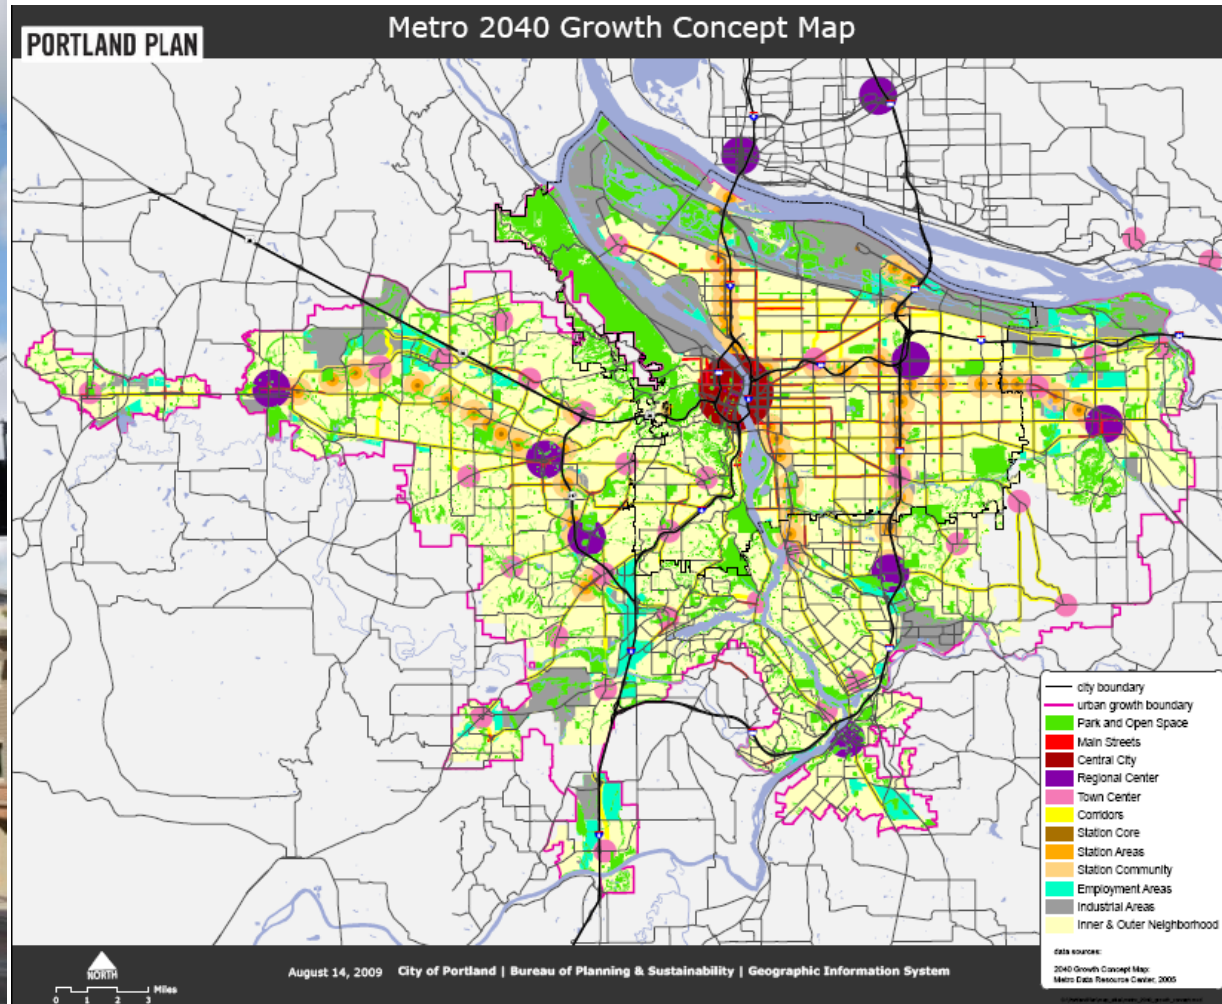 Metro 2040 Growth Concept Map
PORTLAND PLAN
city boundary
urban growth boundary
Park and Open Space
Main Streets
Central City
Regional Center
Town Center
Corridors
Station Core
Station Areas
Station Community
Employment Areas
Industrial Areas
Inner & Outer Neighborhood
data sources:
2040 Growth Concept Map:
Metro Data Resource Center, 2005
NORTH
0 1 2 3 Miles
August 14, 2009 City of Portland | Bureau of Planning & Sustainability | Geographic Information System